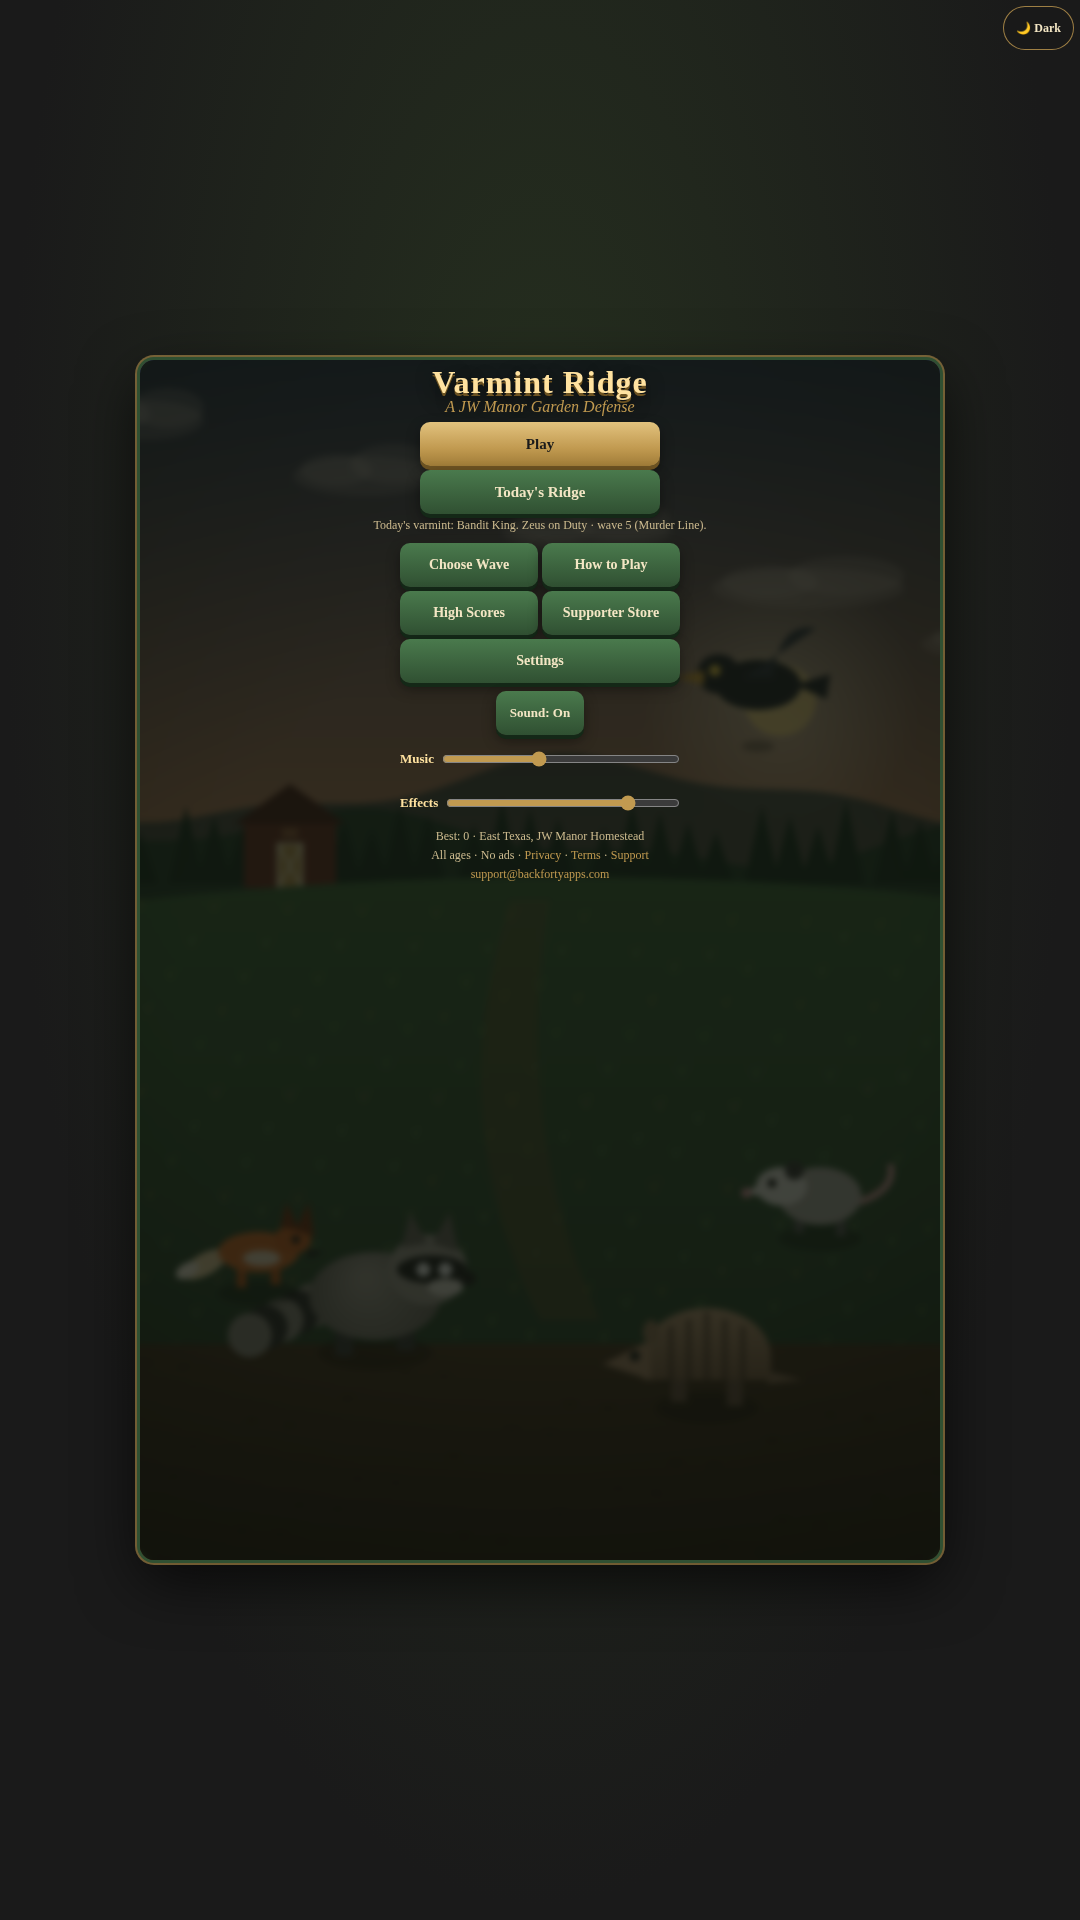 🌙 Dark
Varmint Ridge
A JW Manor Garden Defense
Play
Today's Ridge
Today's varmint: Bandit King. Zeus on Duty · wave 5 (Murder Line).
Choose Wave
How to Play
High Scores
Supporter Store
Settings
Sound: On
Music
Effects
Best: 0 · East Texas, JW Manor Homestead
All ages · No ads · Privacy · Terms · Support
support@backfortyapps.com